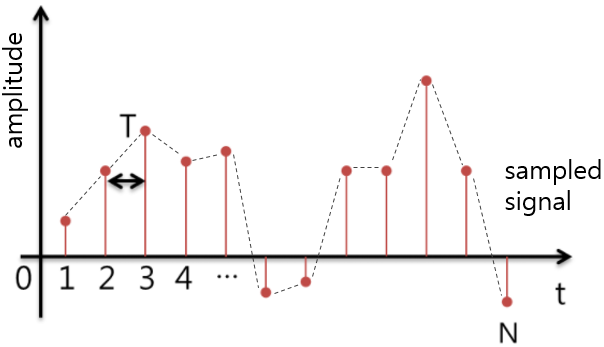 amplitude
T
sampled
signal
0 1 2 3 4 ...
t
N